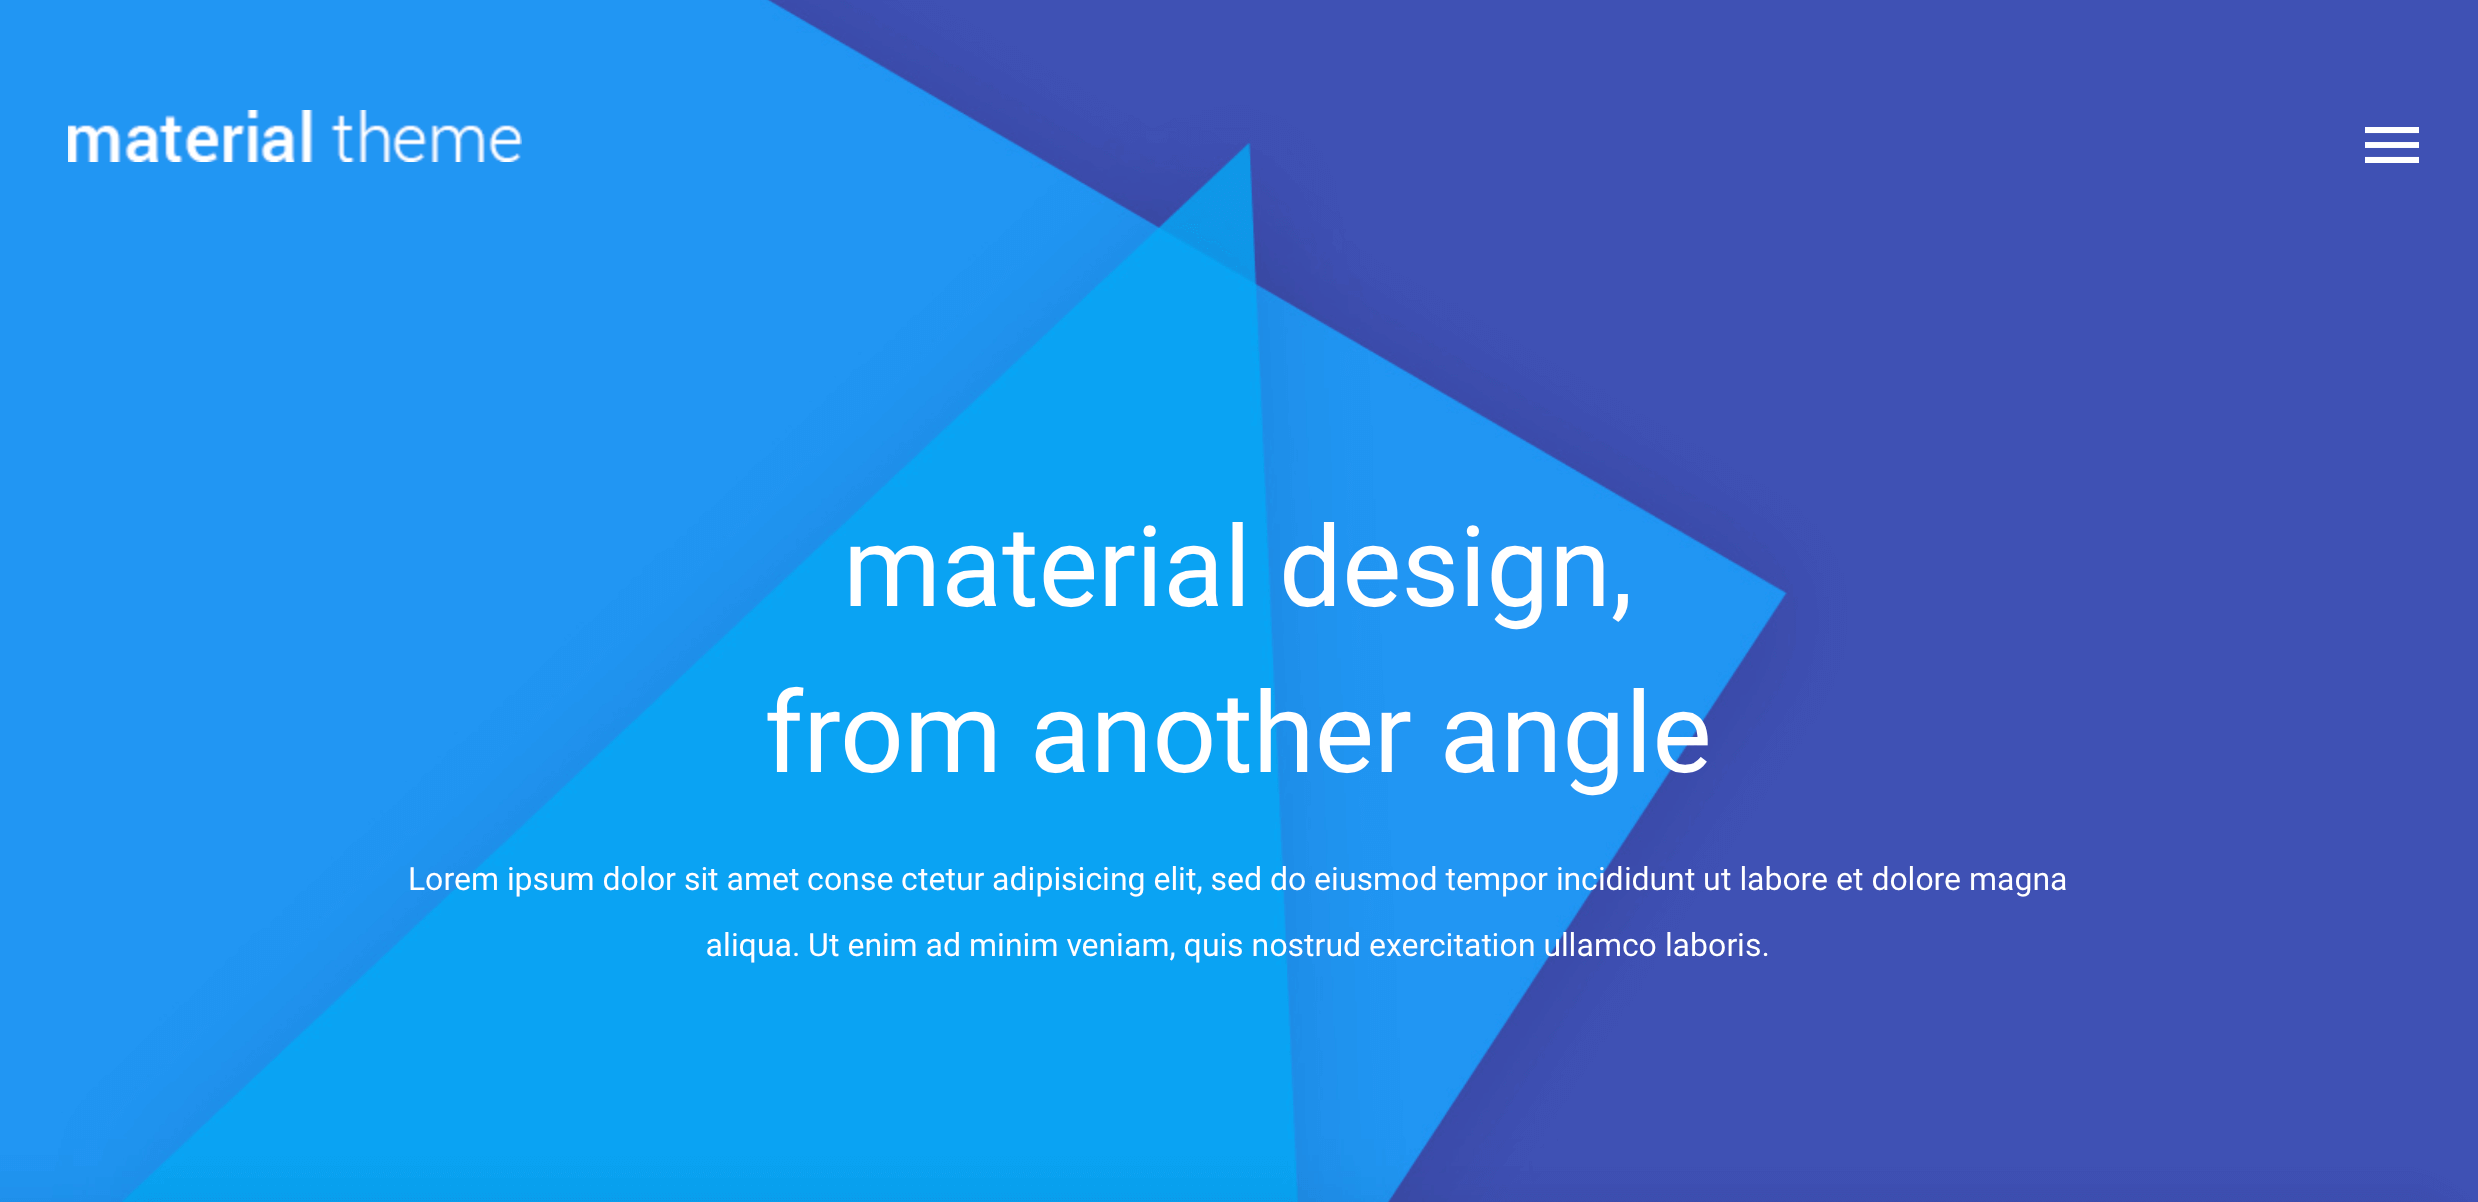 material theme
material design,
from another angle
Lorem ipsum dolor sit amet conse ctetur adipisicing elit, sed do eiusmod tempor incididunt ut labore et dolore magna
aliqua. Ut enim ad minim veniam, quis nostrud exercitation ullamco laboris.